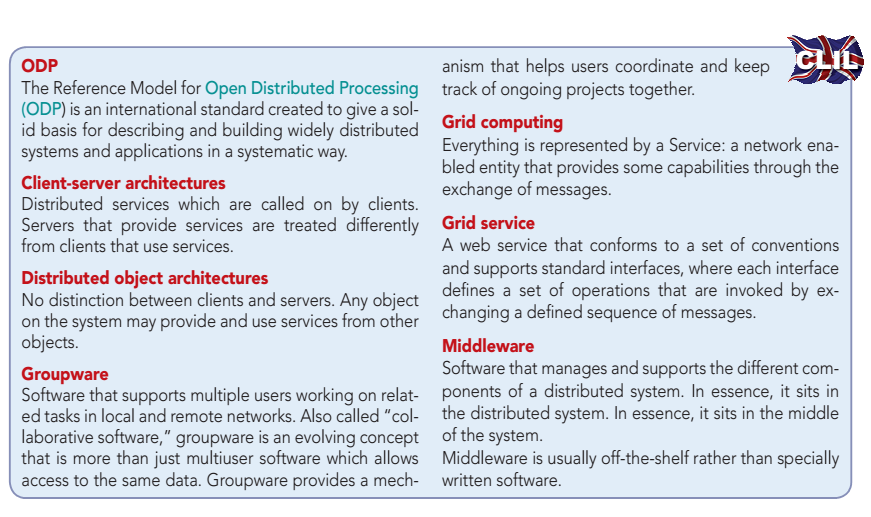 CLIL
ODP
The Reference Model for Open Distributed Processing
(ODP) is an international standard created to give a sol-
id basis for describing and building widely distributed
systems and applications in a systematic way.
Client-server architectures
Distributed services which are called on by clients.
Servers that provide services are treated differently
from clients that use services.
Distributed object architectures
No distinction between clients and servers. Any object
on the system may provide and use services from other
objects.
Groupware
Software that supports multiple users working on relat-
ed tasks in local and remote networks. Also called “col-
laborative software,” groupware is an evolving concept
that is more than just multiuser software which allows
access to the same data. Groupware provides a mech-
anism that helps users coordinate and keep
track of ongoing projects together.
Grid computing
Everything is represented by a Service: a network ena-
bled entity that provides some capabilities through the
exchange of messages.
Grid service
A web service that conforms to a set of conventions
and supports standard interfaces, where each interface
defines a set of operations that are invoked by ex-
changing a defined sequence of messages.
Middleware
Software that manages and supports the different com-
ponents of a distributed system. In essence, it sits in
the distributed system. In essence, it sits in the middle
of the system.
Middleware is usually off-the-shelf rather than specially
written software.